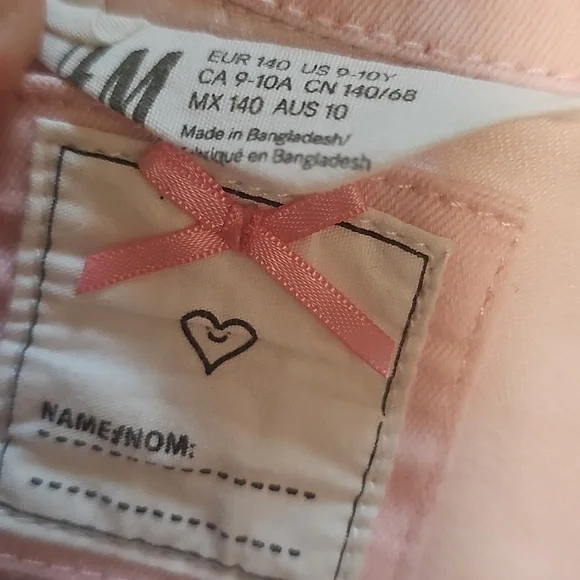 H&M
EUR 140 US 9-10Y
CA 9-10A CN 140/68
MX 140 AUS 10
Made in Bangladesh/
Fabriqué en Bangladesh
NAME/NOM: